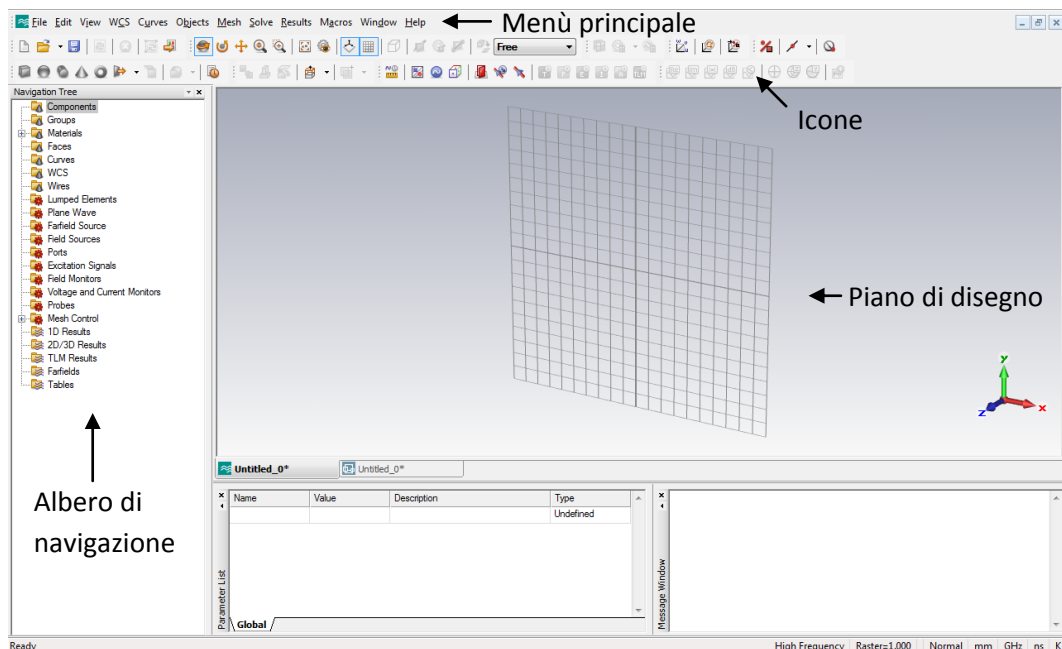 File Edit View WCS Curves Objects Mesh Solve Results Macros Window Help
Menù principale
Free
Icone
Navigation Tree
Components
Groups
Materials
Faces
Curves
WCS
Wires
Lumped Elements
Plane Wave
Farfield Source
Field Sources
Ports
Excitation Signals
Field Monitors
Voltage and Current Monitors
Probes
Mesh Control
1D Results
2D/3D Results
TLM Results
Farfields
Tables
Albero di
navigazione
Piano di disegno
y
x
z
Untitled_0*
Untitled_0*
Name Value Description Type
Undefined
Parameter List
Global
Message Window
Ready
High Frequency Raster=1.000 Normal mm GHz ns K